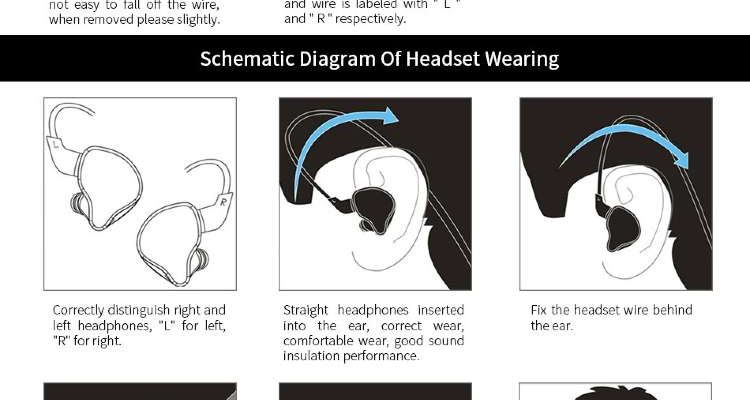 not easy to fall off the wire,
when removed please slightly.
and wire is labeled with " L "
and " R " respectively.
Schematic Diagram Of Headset Wearing
L
R
Correctly distinguish right and
left headphones, "L" for left,
"R" for right.
Straight headphones inserted
into the ear, correct wear,
comfortable wear, good sound
insulation performance.
Fix the headset wire behind
the ear.